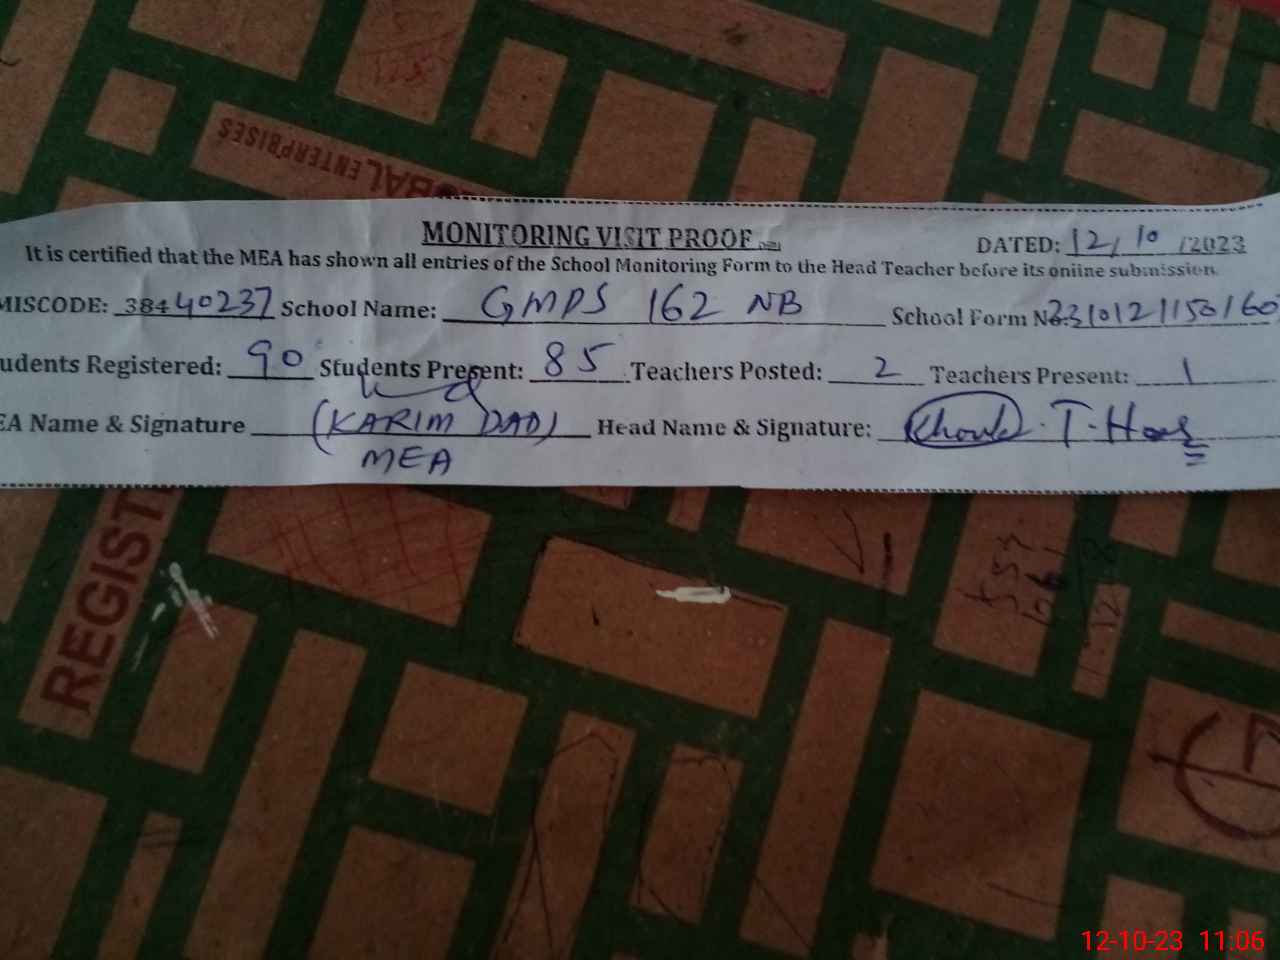 GLOBAL ENTERPRISES
MONITORING VISIT PROOF
DATED: 12/10/2023
It is certified that the MEA has shown all entries of the School Monitoring Form to the Head Teacher before its online submission.
MISCODE: 38440237 School Name: GMPS 162 NB School Form No.
udents Registered: 90 Students Present: 85 Teachers Posted: 2 Teachers Present: 1
EA Name & Signature (KARIM DAD) Head Name & Signature:
MEA
REGIST
12-10-23 11:06